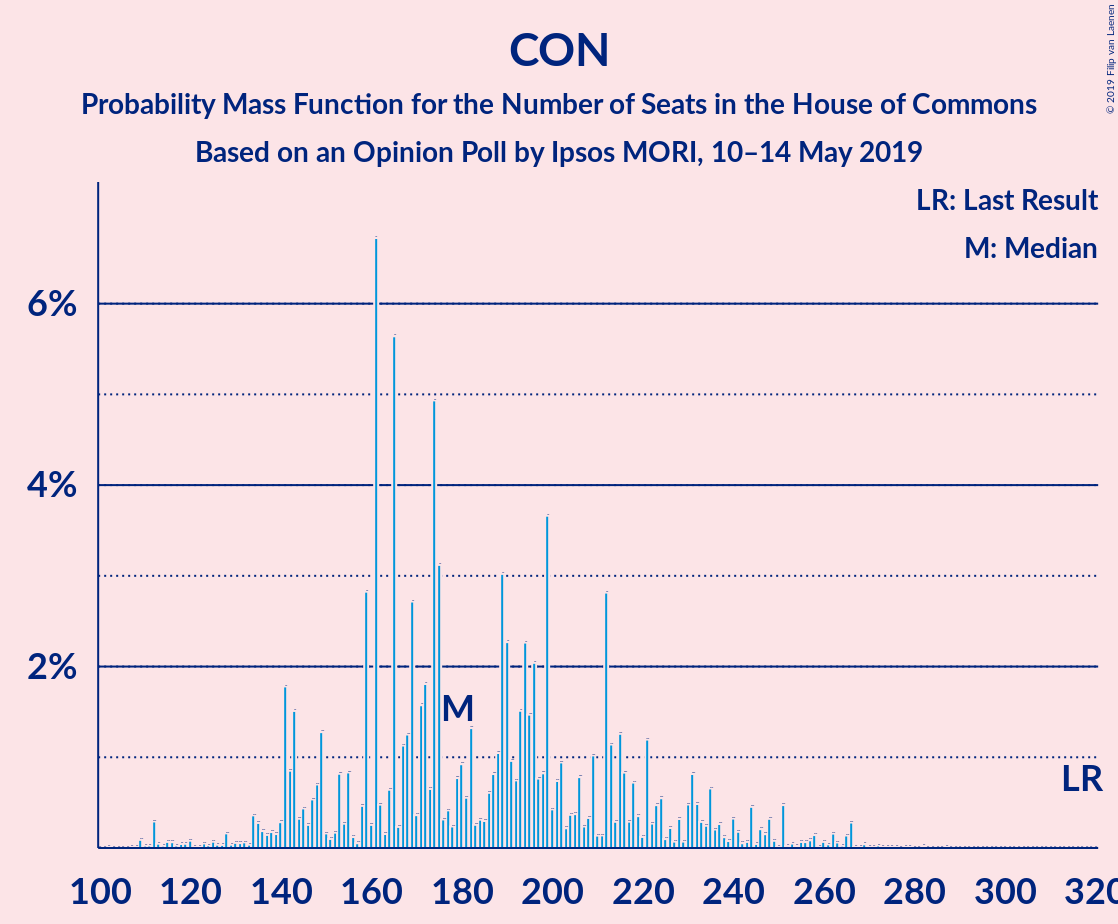 CON
Probability Mass Function for the Number of Seats in the House of Commons
Based on an Opinion Poll by Ipsos MORI, 10–14 May 2019
© 2019 Filip van Laenen
LR: Last Result
M: Median
6%
4%
2%
M
LR
100 120 140 160 180 200 220 240 260 280 300 320